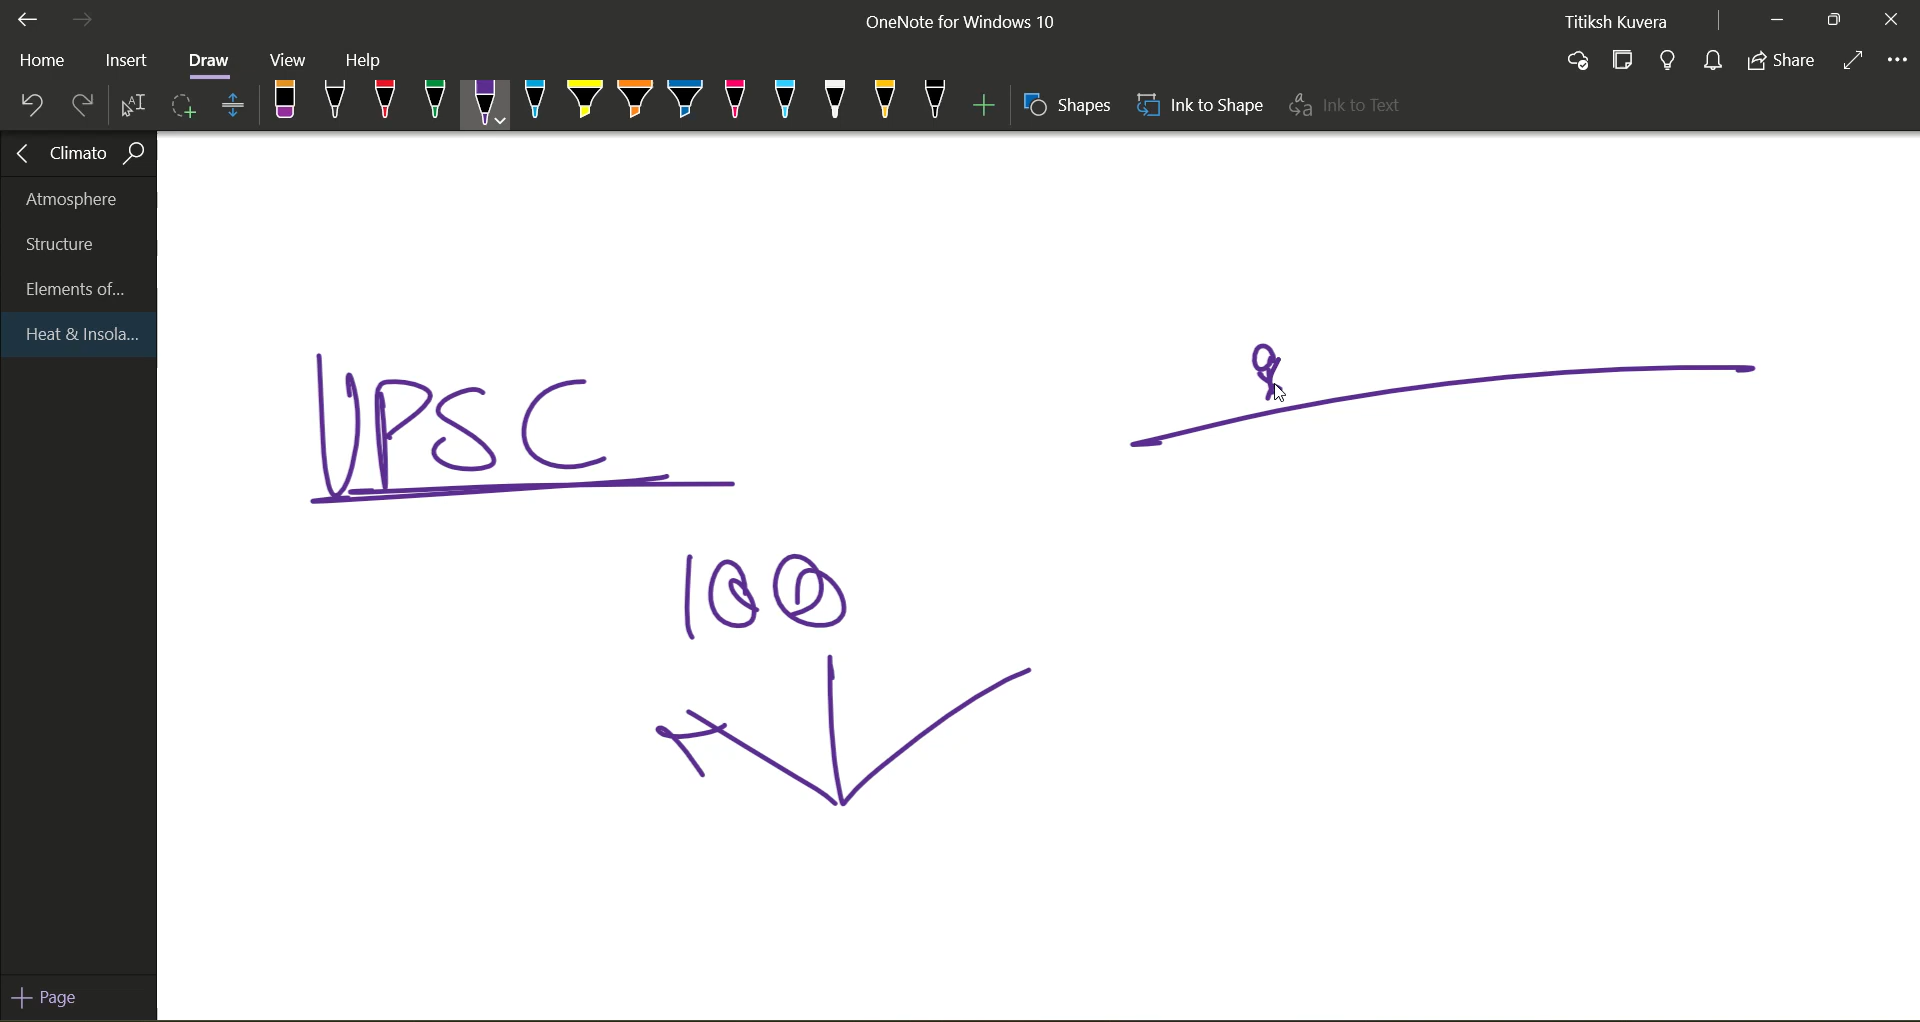 OneNote for Windows 10
Titiksh Kuvera
Home Insert Draw View Help
Share
Shapes Ink to Shape Ink to Text
Climato
Atmosphere
Structure
Elements of...
Heat & Insola...
UPSC
100
Page